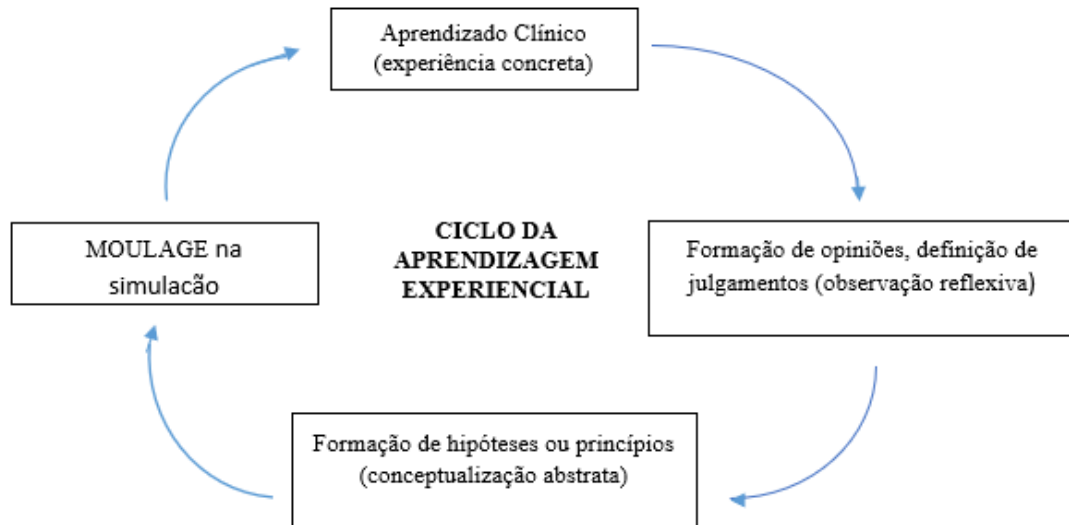 Aprendizado Clínico
(experiência concreta)
MOULAGE na
simulacão
CICLO DA
APRENDIZAGEM
EXPERIENCIAL
Formação de opiniões, definição de
julgamentos (observação reflexiva)
Formação de hipóteses ou princípios
(conceptualização abstrata)